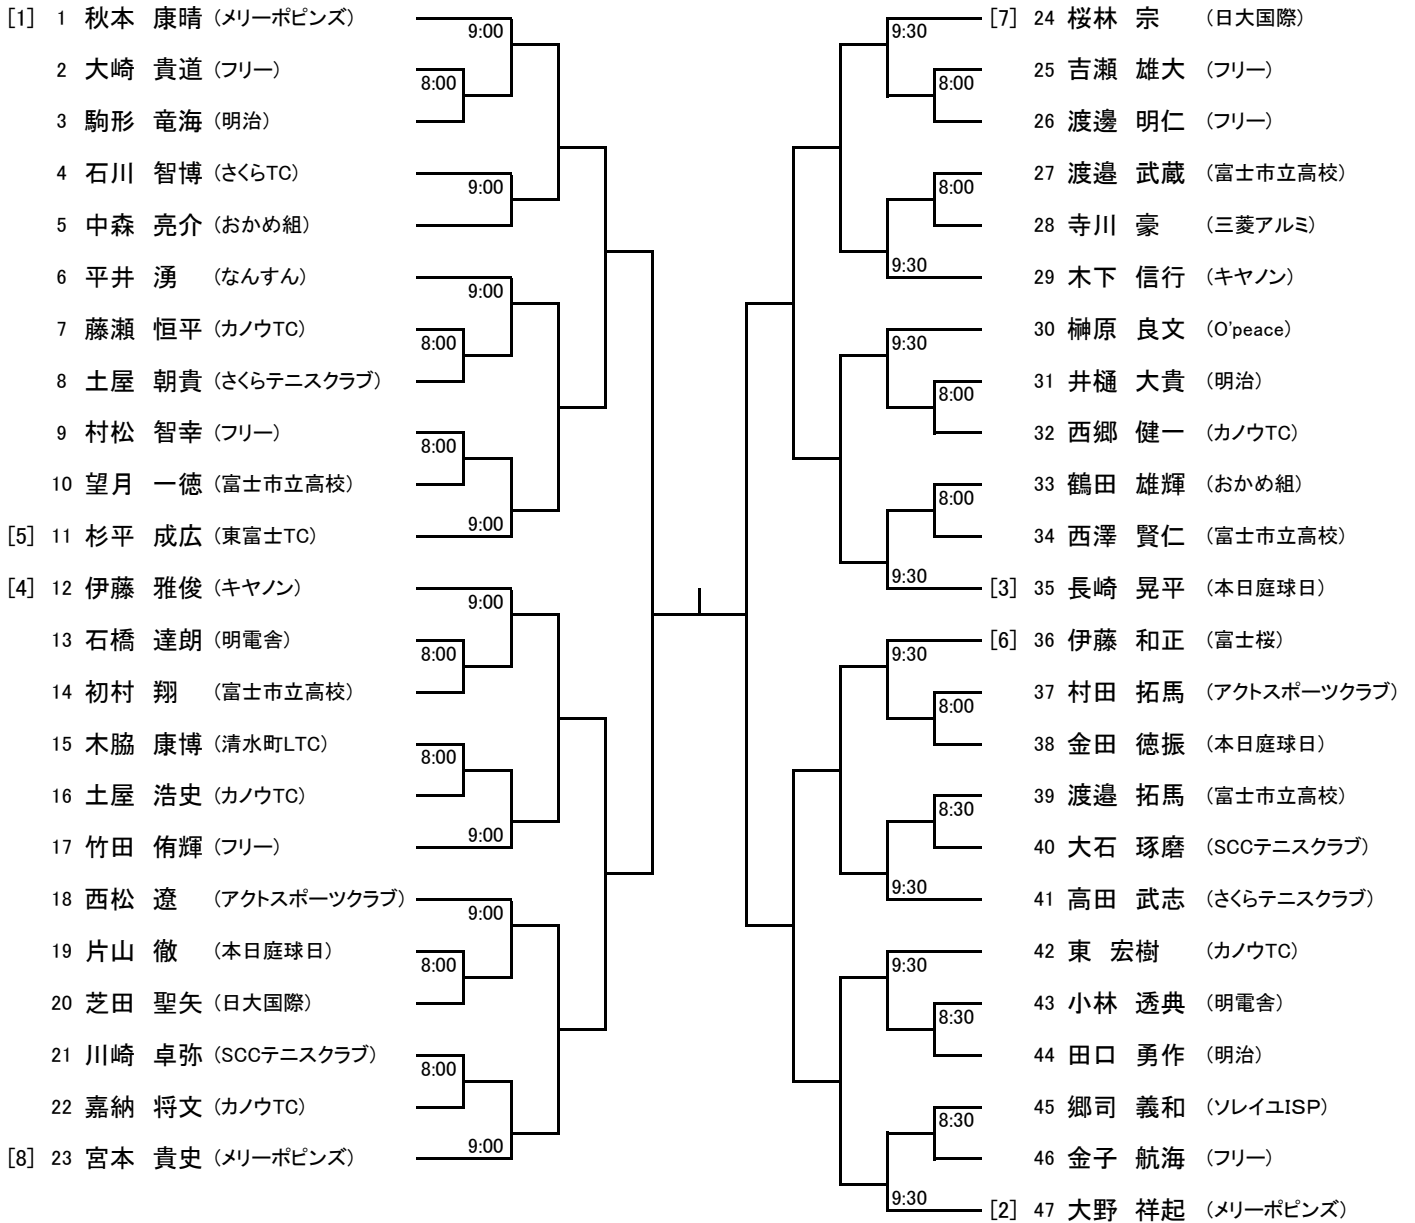 [1] 1 秋本 康晴 (メリーポピンズ) 9:00
2 大崎 貴道 (フリー) 8:00
3 駒形 竜海 (明治)
4 石川 智博 (さくらTC) 9:00
5 中森 亮介 (おかめ組)
6 平井 湧 (なんすん) 9:00
7 藤瀬 恒平 (カノウTC) 8:00
8 土屋 朝貴 (さくらテニスクラブ)
9 村松 智幸 (フリー) 8:00
10 望月 一徳 (富士市立高校)
[5] 11 杉平 成広 (東富士TC) 9:00
[4] 12 伊藤 雅俊 (キヤノン) 9:00
13 石橋 達朗 (明電舎) 8:00
14 初村 翔 (富士市立高校)
15 木脇 康博 (清水町LTC) 8:00
16 土屋 浩史 (カノウTC)
17 竹田 侑輝 (フリー) 9:00
18 西松 遼 (アクトスポーツクラブ) 9:00
19 片山 徹 (本日庭球日) 8:00
20 芝田 聖矢 (日大国際)
21 川崎 卓弥 (SCCテニスクラブ) 8:00
22 嘉納 将文 (カノウTC)
[8] 23 宮本 貴史 (メリーポピンズ) 9:00
9:30 [7] 24 桜林 宗 (日大国際)
8:00 25 吉瀬 雄大 (フリー)
26 渡邊 明仁 (フリー)
8:00 27 渡邉 武蔵 (富士市立高校)
28 寺川 豪 (三菱アルミ)
9:30 29 木下 信行 (キヤノン)
9:30 30 榊原 良文 (O'peace)
8:00 31 井樋 大貴 (明治)
32 西郷 健一 (カノウTC)
8:00 33 鶴田 雄輝 (おかめ組)
34 西澤 賢仁 (富士市立高校)
9:30 [3] 35 長崎 晃平 (本日庭球日)
9:30 [6] 36 伊藤 和正 (富士桜)
8:00 37 村田 拓馬 (アクトスポーツクラブ)
38 金田 徳振 (本日庭球日)
8:30 39 渡邉 拓馬 (富士市立高校)
40 大石 琢磨 (SCCテニスクラブ)
9:30 41 高田 武志 (さくらテニスクラブ)
9:30 42 東 宏樹 (カノウTC)
8:30 43 小林 透典 (明電舎)
44 田口 勇作 (明治)
8:30 45 郷司 義和 (ソレイユISP)
46 金子 航海 (フリー)
9:30 [2] 47 大野 祥起 (メリーポピンズ)